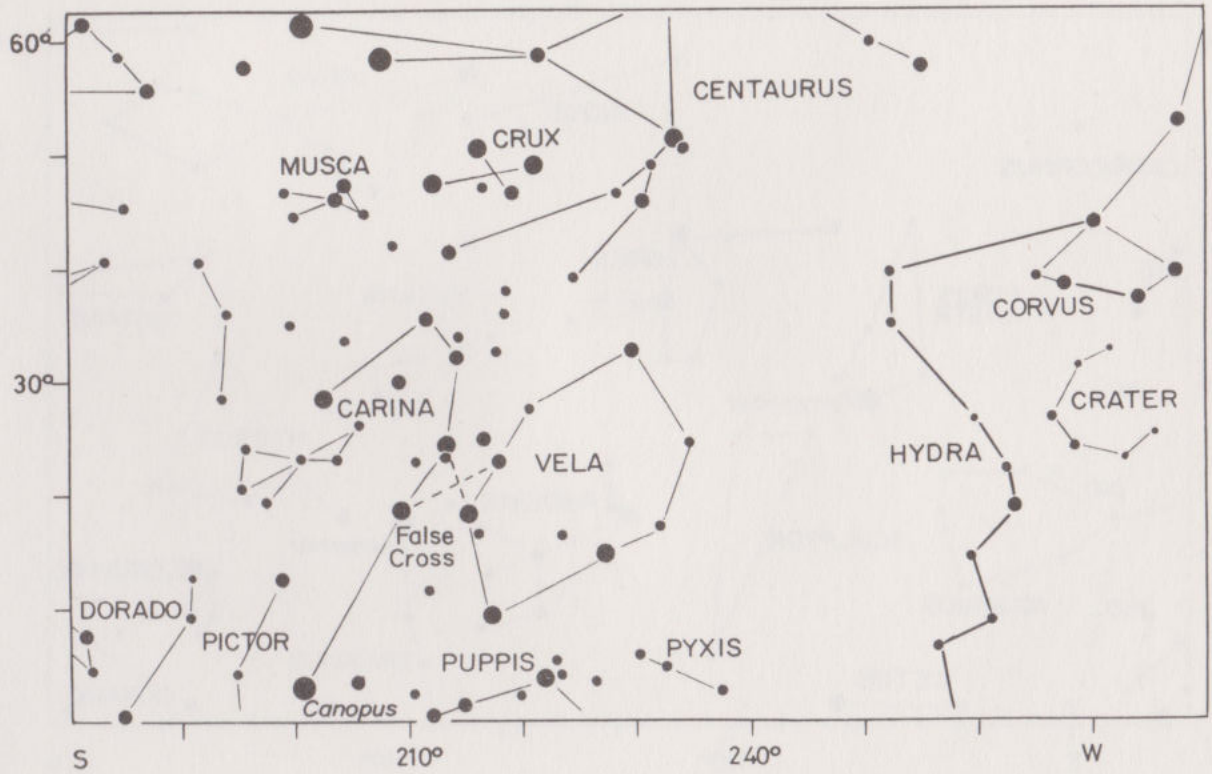 60°
CENTAURUS
CRUX
MUSCA
CORVUS
30°
CARINA
CRATER
VELA
HYDRA
False
Cross
DORADO
PICTOR
PUPPIS
PYXIS
Canopus
S
210°
240°
W